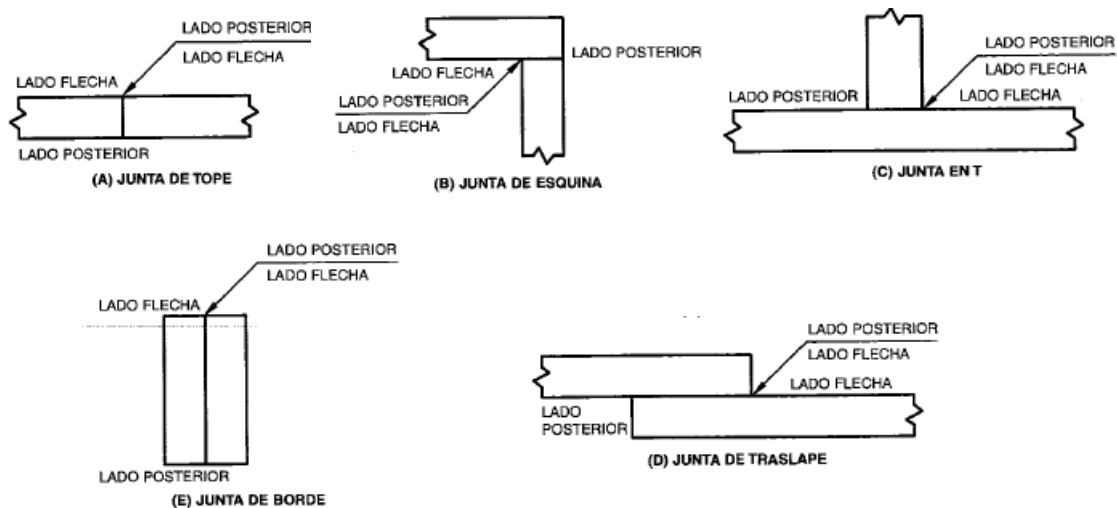 LADO POSTERIOR
LADO FLECHA
LADO FLECHA
LADO POSTERIOR
(A) JUNTA DE TOPE
LADO POSTERIOR
LADO FLECHA
LADO POSTERIOR
LADO FLECHA
(B) JUNTA DE ESQUINA
LADO POSTERIOR
LADO FLECHA
LADO POSTERIOR
LADO FLECHA
(C) JUNTA EN T
LADO POSTERIOR
LADO FLECHA
LADO FLECHA
LADO POSTERIOR
(E) JUNTA DE BORDE
LADO POSTERIOR
LADO FLECHA
LADO FLECHA
LADO
POSTERIOR
(D) JUNTA DE TRASLAPE